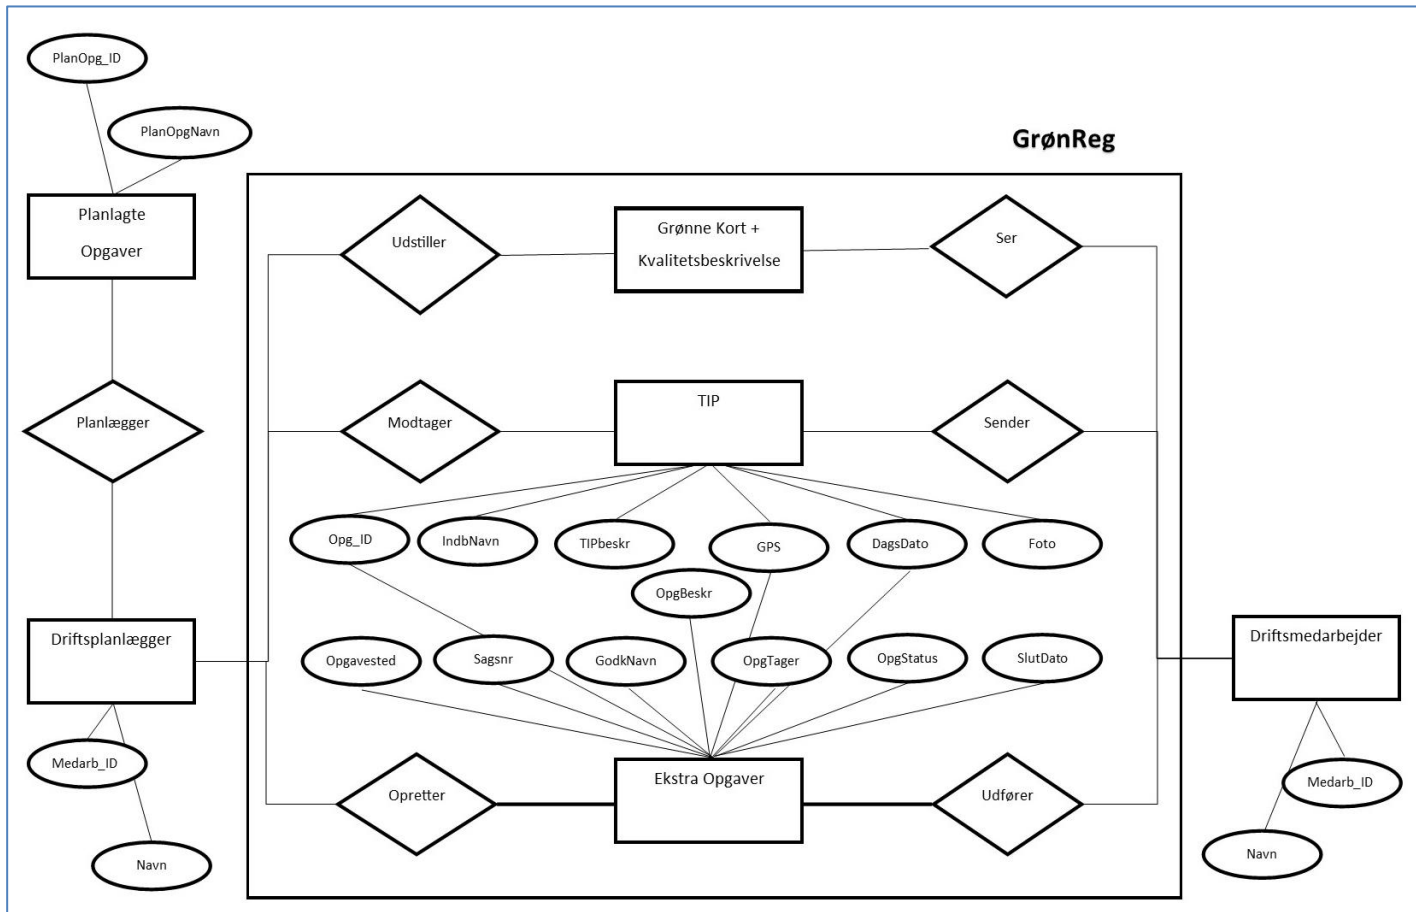 PlanOpg_ID
PlanOpgNavn
GrønReg
Planlagte
Opgaver
Udstiller
Grønne Kort +
Kvalitetsbeskrivelse
Ser
Planlægger
Modtager
TIP
Sender
Opg_ID
IndbNavn
TIPbeskr
GPS
DagsDato
Foto
OpgBeskr
Driftsplanlægger
Opgavested
Sagsnr
GodkNavn
OpgTager
OpgStatus
SlutDato
Driftsmedarbejder
Medarb_ID
Navn
Opretter
Ekstra Opgaver
Udfører
Medarb_ID
Navn